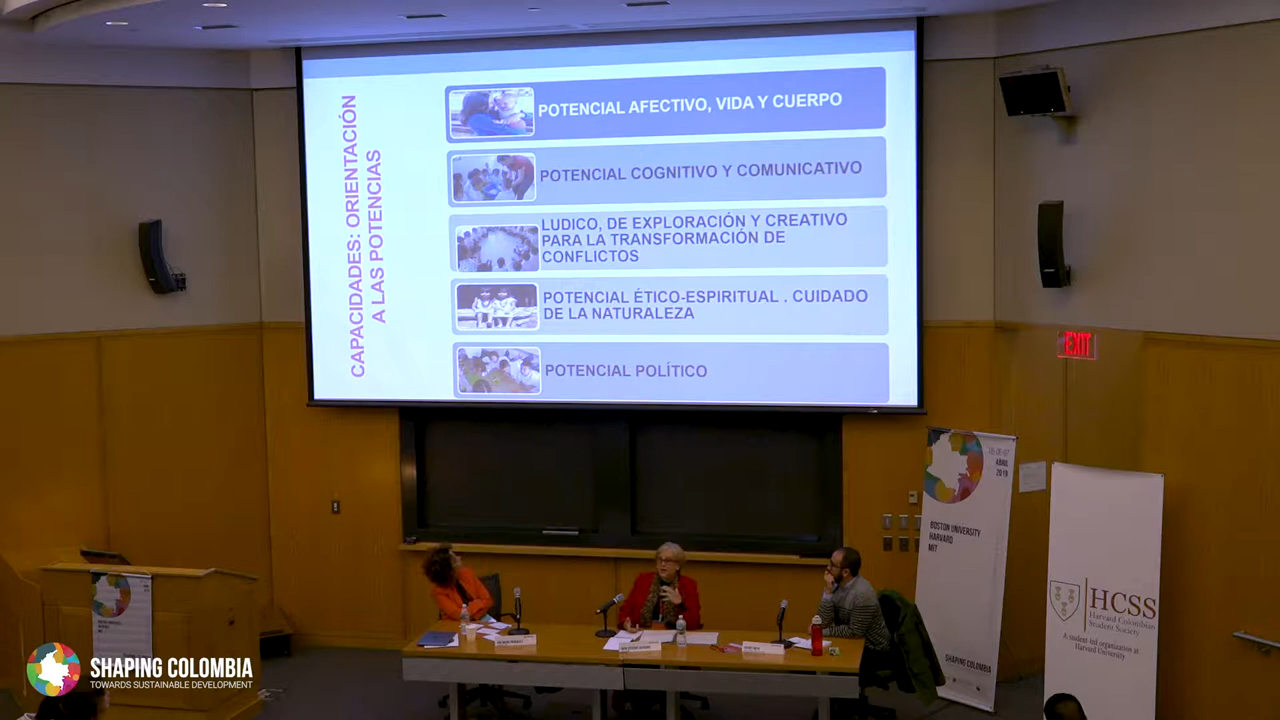 CAPACIDADES: ORIENTACIÓN
A LAS POTENCIAS
POTENCIAL AFECTIVO, VIDA Y CUERPO
POTENCIAL COGNITIVO Y COMUNICATIVO
LUDICO, DE EXPLORACIÓN Y CREATIVO
PARA LA TRANSFORMACIÓN DE
CONFLICTOS
POTENCIAL ÉTICO-ESPIRITUAL . CUIDADO
DE LA NATURALEZA
POTENCIAL POLÍTICO
EXIT
ABRIL
2019
BOSTON UNIVERSITY
HARVARD
MIT
SHAPING COLOMBIA
HCSS
Harvard Colombian
Student Society
A student-led organization at
Harvard University
SHAPING COLOMBIA
TOWARDS SUSTAINABLE DEVELOPMENT